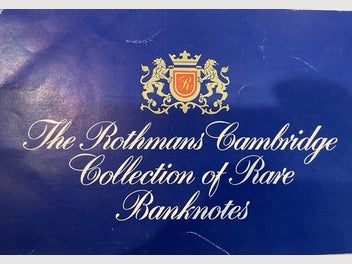 R
The Rothmans Cambridge
Collection of Rare
Banknotes